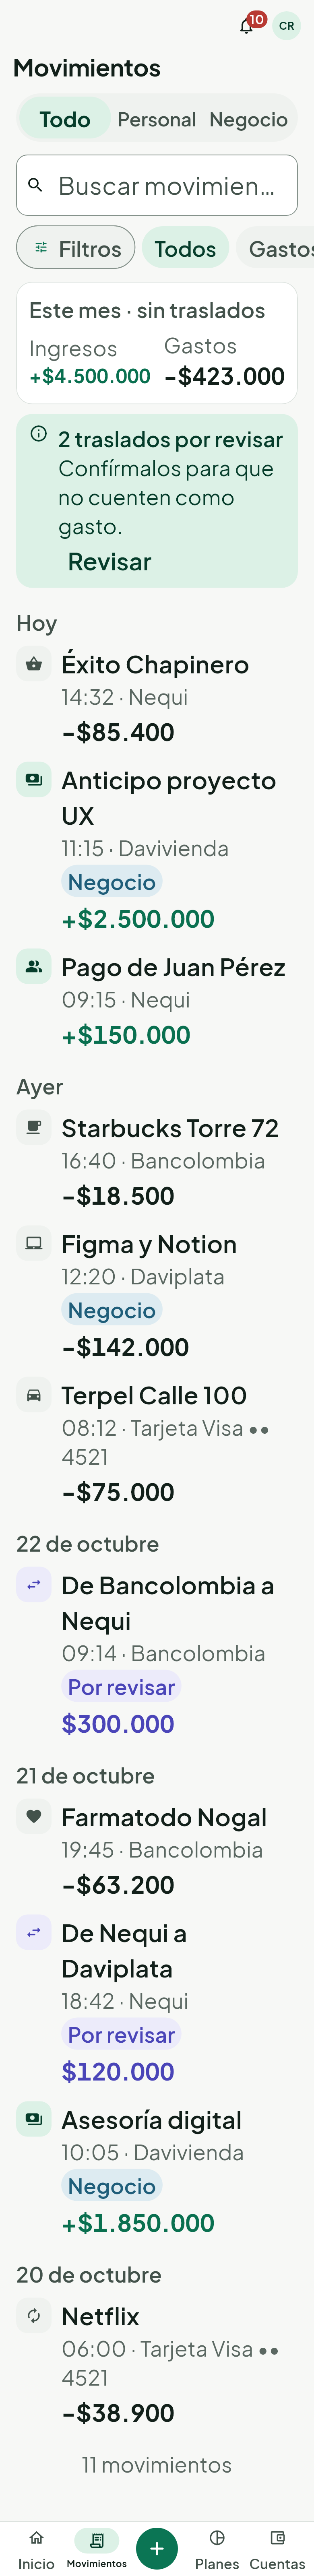 10
CR
Movimientos
Todo Personal Negocio
Buscar movimien...
Filtros Todos Gastos
Este mes · sin traslados
Ingresos Gastos
+$4.500.000 −$423.000
2 traslados por revisar
Confírmalos para que
no cuenten como
gasto.
Revisar
Hoy
Éxito Chapinero
14:32 · Nequi
−$85.400
Anticipo proyecto
UX
11:15 · Davivienda
Negocio
+$2.500.000
Pago de Juan Pérez
09:15 · Nequi
+$150.000
Ayer
Starbucks Torre 72
16:40 · Bancolombia
−$18.500
Figma y Notion
12:20 · Daviplata
Negocio
−$142.000
Terpel Calle 100
08:12 · Tarjeta Visa ••
4521
−$75.000
22 de octubre
De Bancolombia a
Nequi
09:14 · Bancolombia
Por revisar
$300.000
21 de octubre
Farmatodo Nogal
19:45 · Bancolombia
−$63.200
De Nequi a
Daviplata
18:42 · Nequi
Por revisar
$120.000
Asesoría digital
10:05 · Davivienda
Negocio
+$1.850.000
20 de octubre
Netflix
06:00 · Tarjeta Visa ••
4521
−$38.900
11 movimientos
Inicio Movimientos Planes Cuentas